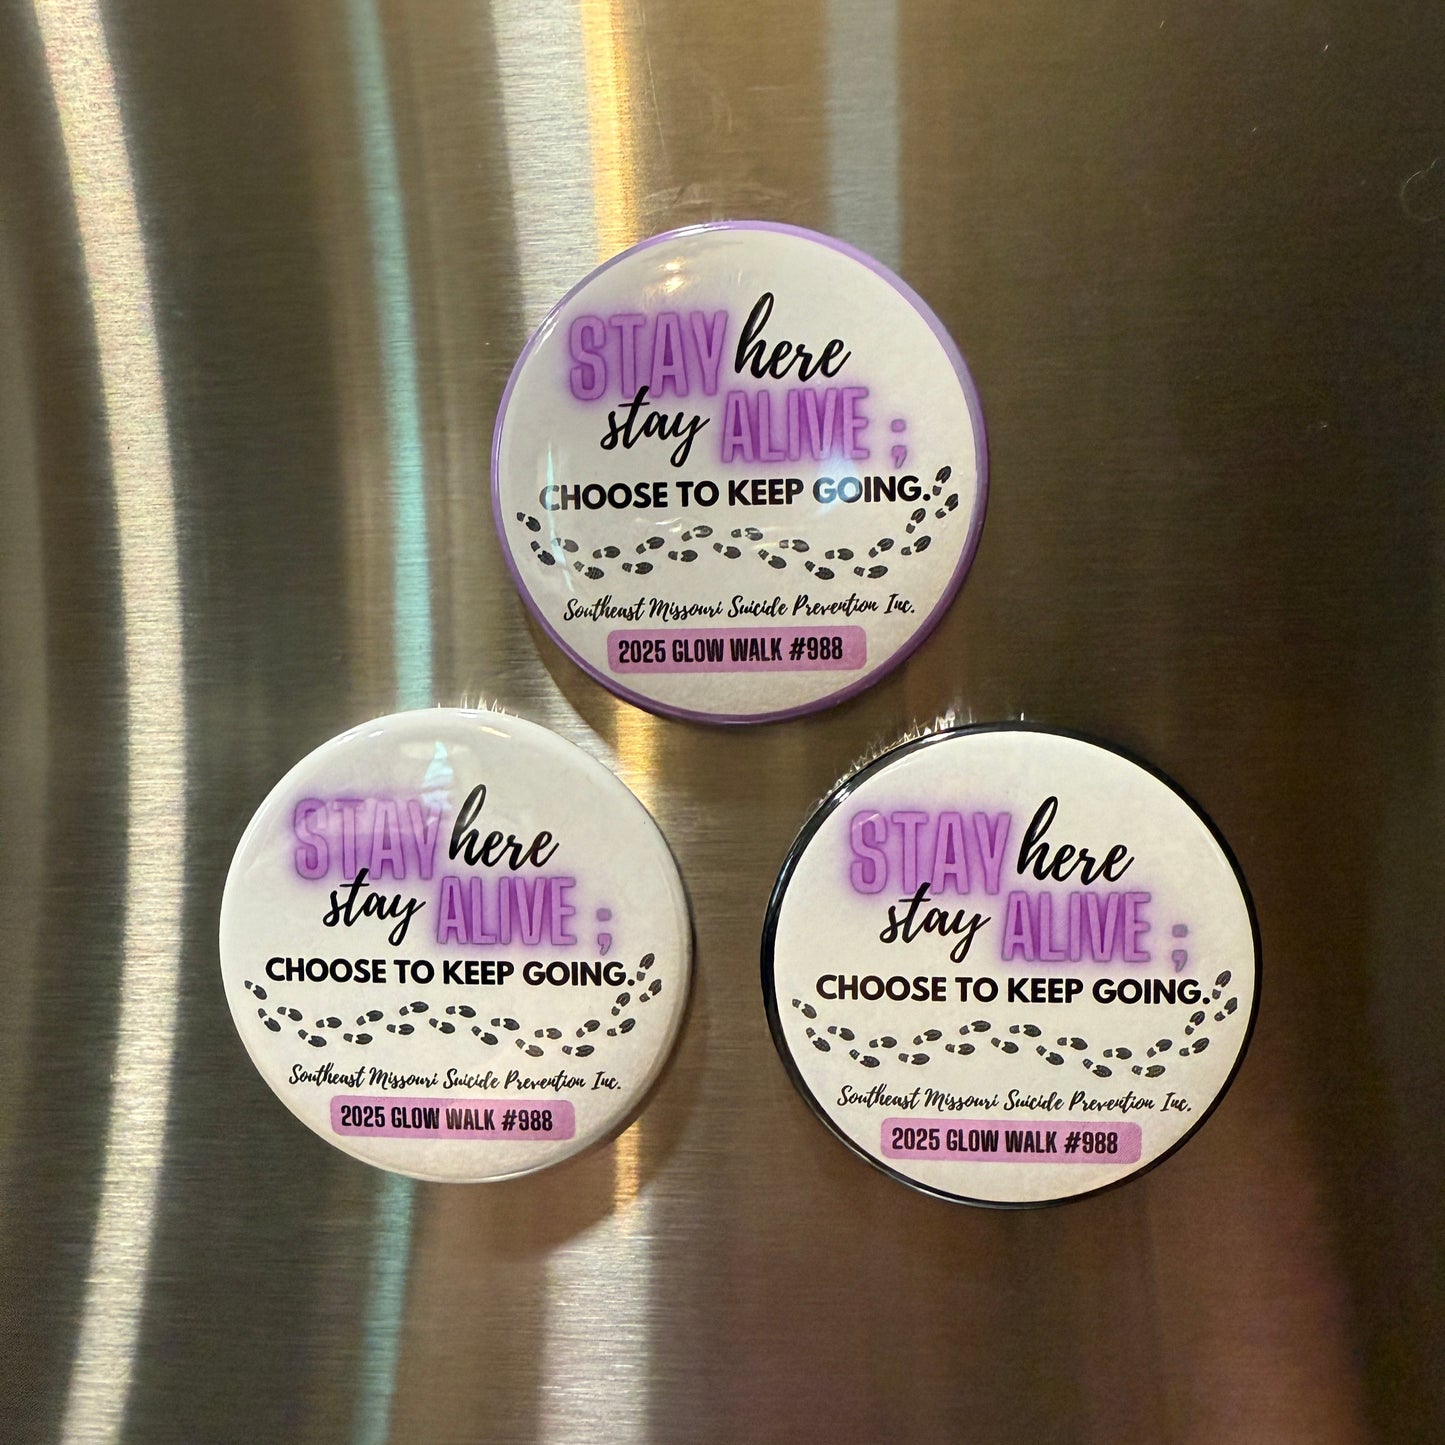 STAY here
stay ALIVE ;
CHOOSE TO KEEP GOING.
Southeast Missouri Suicide Prevention Inc.
2025 GLOW WALK #988
STAY here
stay ALIVE ;
CHOOSE TO KEEP GOING.
Southeast Missouri Suicide Prevention Inc.
2025 GLOW WALK #988
STAY here
stay ALIVE ;
CHOOSE TO KEEP GOING.
Southeast Missouri Suicide Prevention Inc.
2025 GLOW WALK #988